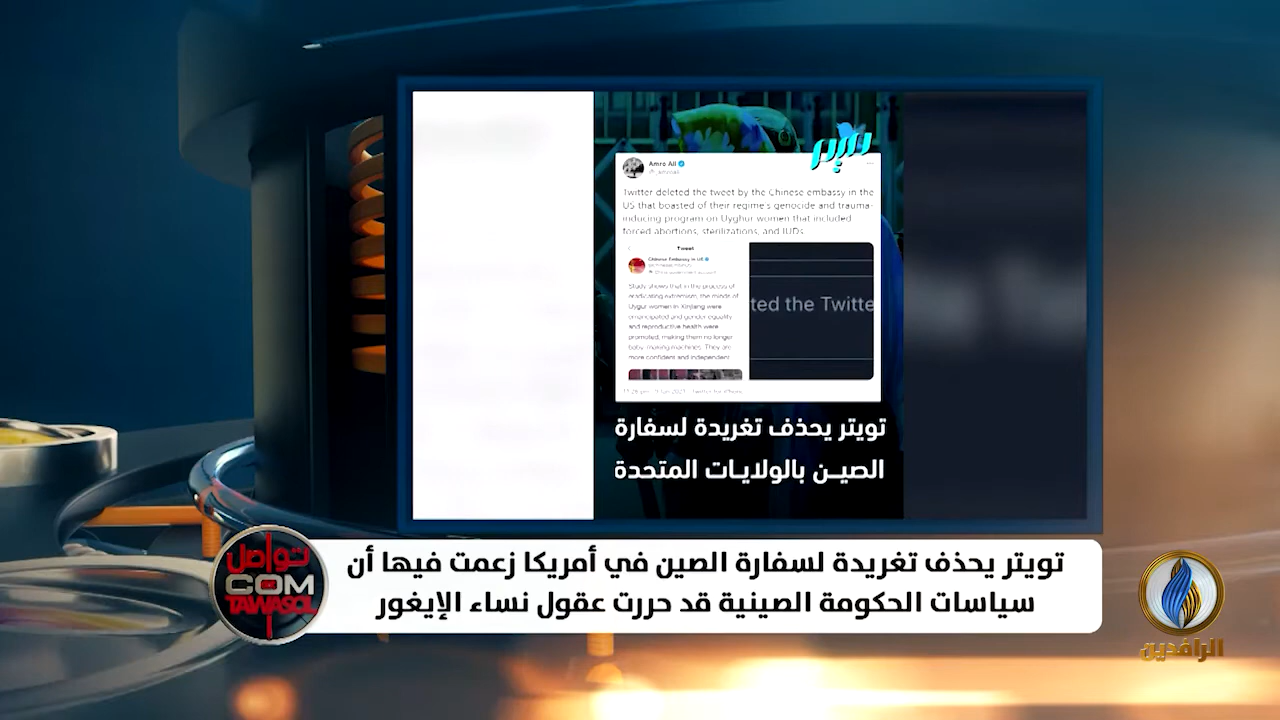 Amro Ali
Twitter deleted the tweet by the Chinese embassy in the
US that boasted of their regime's genocide and trauma-
inducing program on Uyghur women that included
forced abortions, sterilizations, and IUDs.
Tweet
Chinese Embassy in US
Study shows that in the process of
eradicating extremism, the minds of
Uygur women in Xinjiang were
emancipated and gender equality
and reproductive health were
promoted, making them no longer
baby-making machines. They are
more confident and independent.
ted the Twitte
تويتر يحذف تغريدة لسفارة
الصين بالولايات المتحدة
تويتر يحذف تغريدة لسفارة الصين في أمريكا زعمت فيها أن
سياسات الحكومة الصينية قد حررت عقول نساء الإيغور
تواصل
COM
TAWASOL
الرافدين